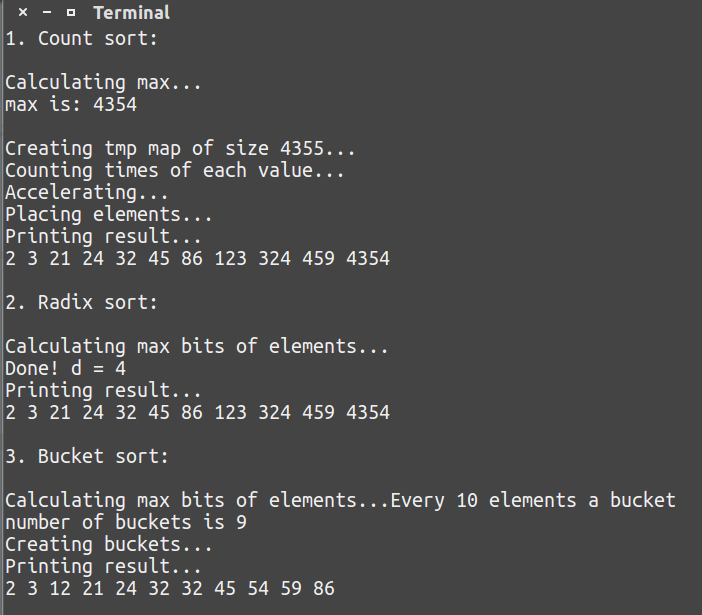 Terminal
1. Count sort:
Calculating max...
max is: 4354
Creating tmp map of size 4355...
Counting times of each value...
Accelerating...
Placing elements...
Printing result...
2 3 21 24 32 45 86 123 324 459 4354
2. Radix sort:
Calculating max bits of elements...
Done! d = 4
Printing result...
2 3 21 24 32 45 86 123 324 459 4354
3. Bucket sort:
Calculating max bits of elements...Every 10 elements a bucket
number of buckets is 9
Creating buckets...
Printing result...
2 3 12 21 24 32 32 45 54 59 86